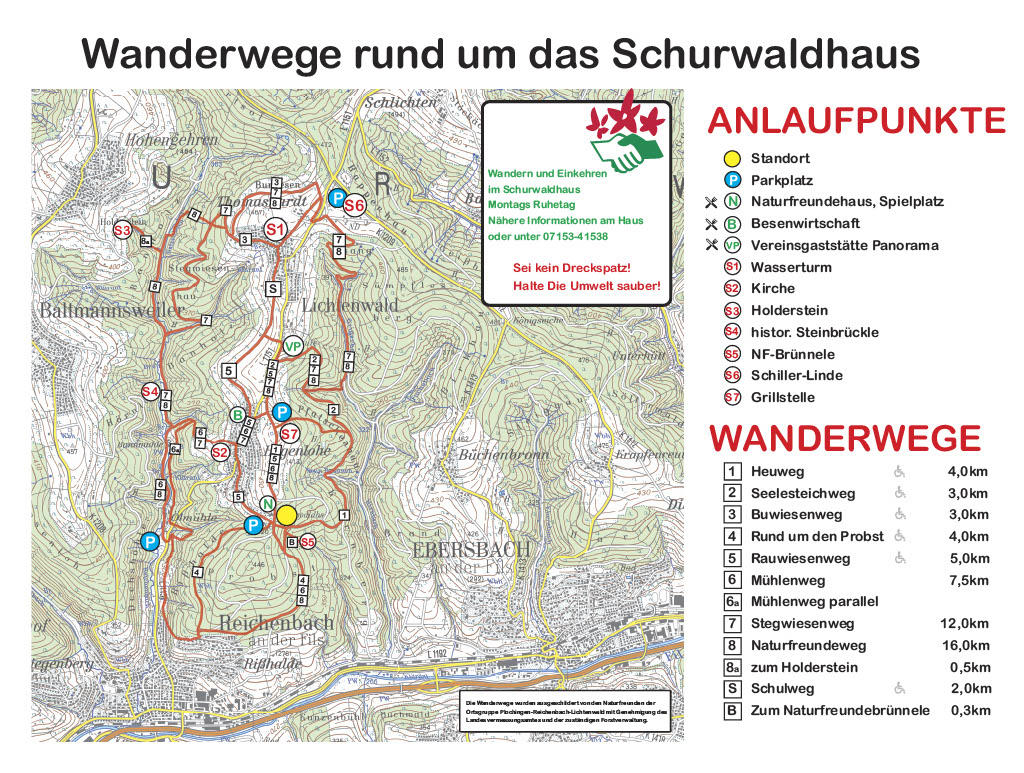 Wanderwege rund um das Schurwaldhaus
Schlichten
(494)
Hohengehren
U
R
Thomashardt
Baltmannsweiler
Lichtenwald
Büchenbronn
EBERSBACH
an der Fils
(292)
Reichenbach
an der Fils
(276)
Rißhalde
L 1192
Wandern und Einkehren
im Schurwaldhaus
Montags Ruhetag
Nähere Informationen am Haus
oder unter 07153-41538
Sei kein Dreckspatz!
Halte Die Umwelt sauber!
Die Wanderwege wurden ausgeschildert von den Naturfreunden der
Ortsgruppe Plochingen-Reichenbach-Lichtenwald mit Genehmigung des
Landesvermessungsamtes und der zuständigen Forstverwaltung.
ANLAUFPUNKTE
Standort
P Parkplatz
N Naturfreundehaus, Spielplatz
B Besenwirtschaft
VP Vereinsgaststätte Panorama
S1 Wasserturm
S2 Kirche
S3 Holderstein
S4 histor. Steinbrückle
S5 NF-Brünnele
S6 Schiller-Linde
S7 Grillstelle
WANDERWEGE
1 Heuweg 4,0km
2 Seelesteichweg 3,0km
3 Buwiesenweg 3,0km
4 Rund um den Probst 4,0km
5 Rauwiesenweg 5,0km
6 Mühlenweg 7,5km
6a Mühlenweg parallel
7 Stegwiesenweg 12,0km
8 Naturfreundeweg 16,0km
8a zum Holderstein 0,5km
S Schulweg 2,0km
B Zum Naturfreundebrünnele 0,3km